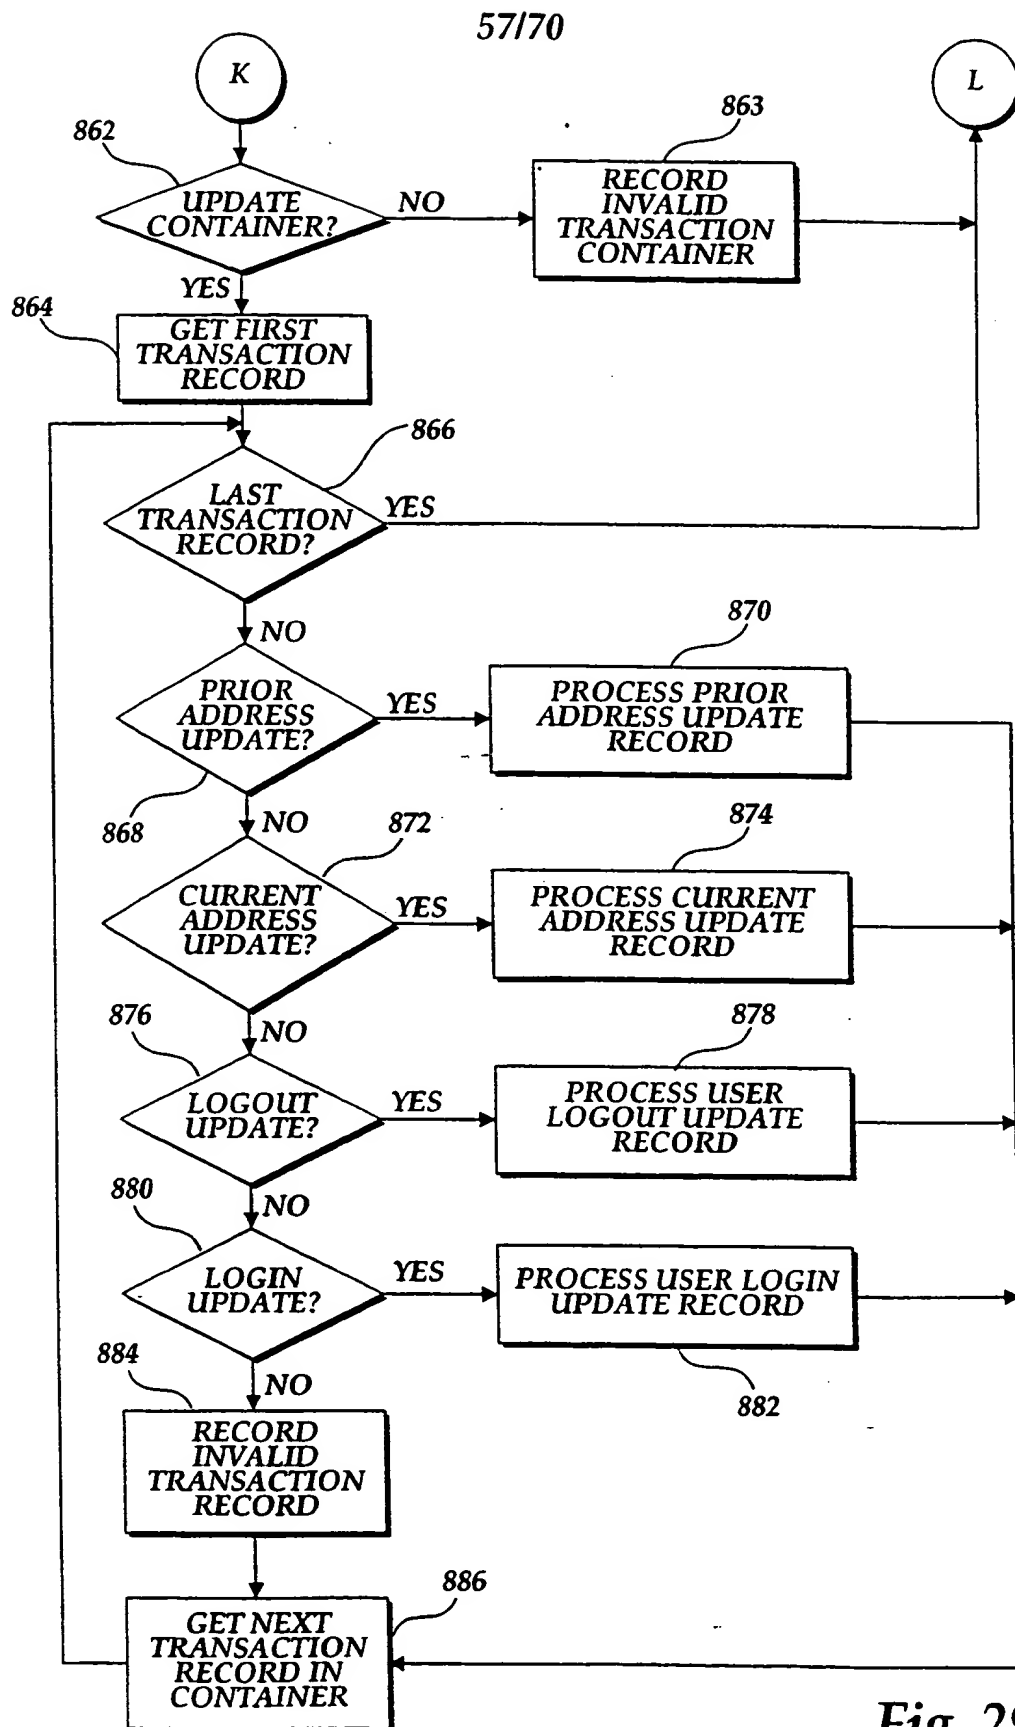 57/70
K
L
862
863
UPDATE
CONTAINER?
NO
RECORD
INVALID
TRANSACTION
CONTAINER
YES
864
GET FIRST
TRANSACTION
RECORD
866
LAST
TRANSACTION
RECORD?
YES
NO
870
PRIOR
ADDRESS
UPDATE?
YES
PROCESS PRIOR
ADDRESS UPDATE
RECORD
868
NO
872
874
CURRENT
ADDRESS
UPDATE?
YES
PROCESS CURRENT
ADDRESS UPDATE
RECORD
876
NO
878
LOGOUT
UPDATE?
YES
PROCESS USER
LOGOUT UPDATE
RECORD
880
NO
LOGIN
UPDATE?
YES
PROCESS USER LOGIN
UPDATE RECORD
884
NO
882
RECORD
INVALID
TRANSACTION
RECORD
886
GET NEXT
TRANSACTION
RECORD IN
CONTAINER
Fig. 28